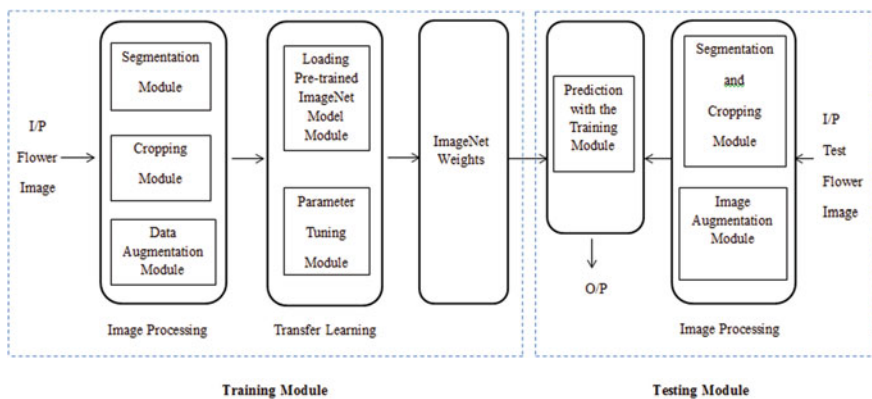 I/P
Flower
Image
Segmentation
Module
Cropping
Module
Data
Augmentation
Module
Image Processing
Loading
Pre-trained
ImageNet
Model
Module
Parameter
Tuning
Module
Transfer Learning
ImageNet
Weights
Training Module
Prediction
with the
Training
Module
O/P
Segmentation
and
Cropping
Module
Image
Augmentation
Module
Image Processing
I/P
Test
Flower
Image
Testing Module